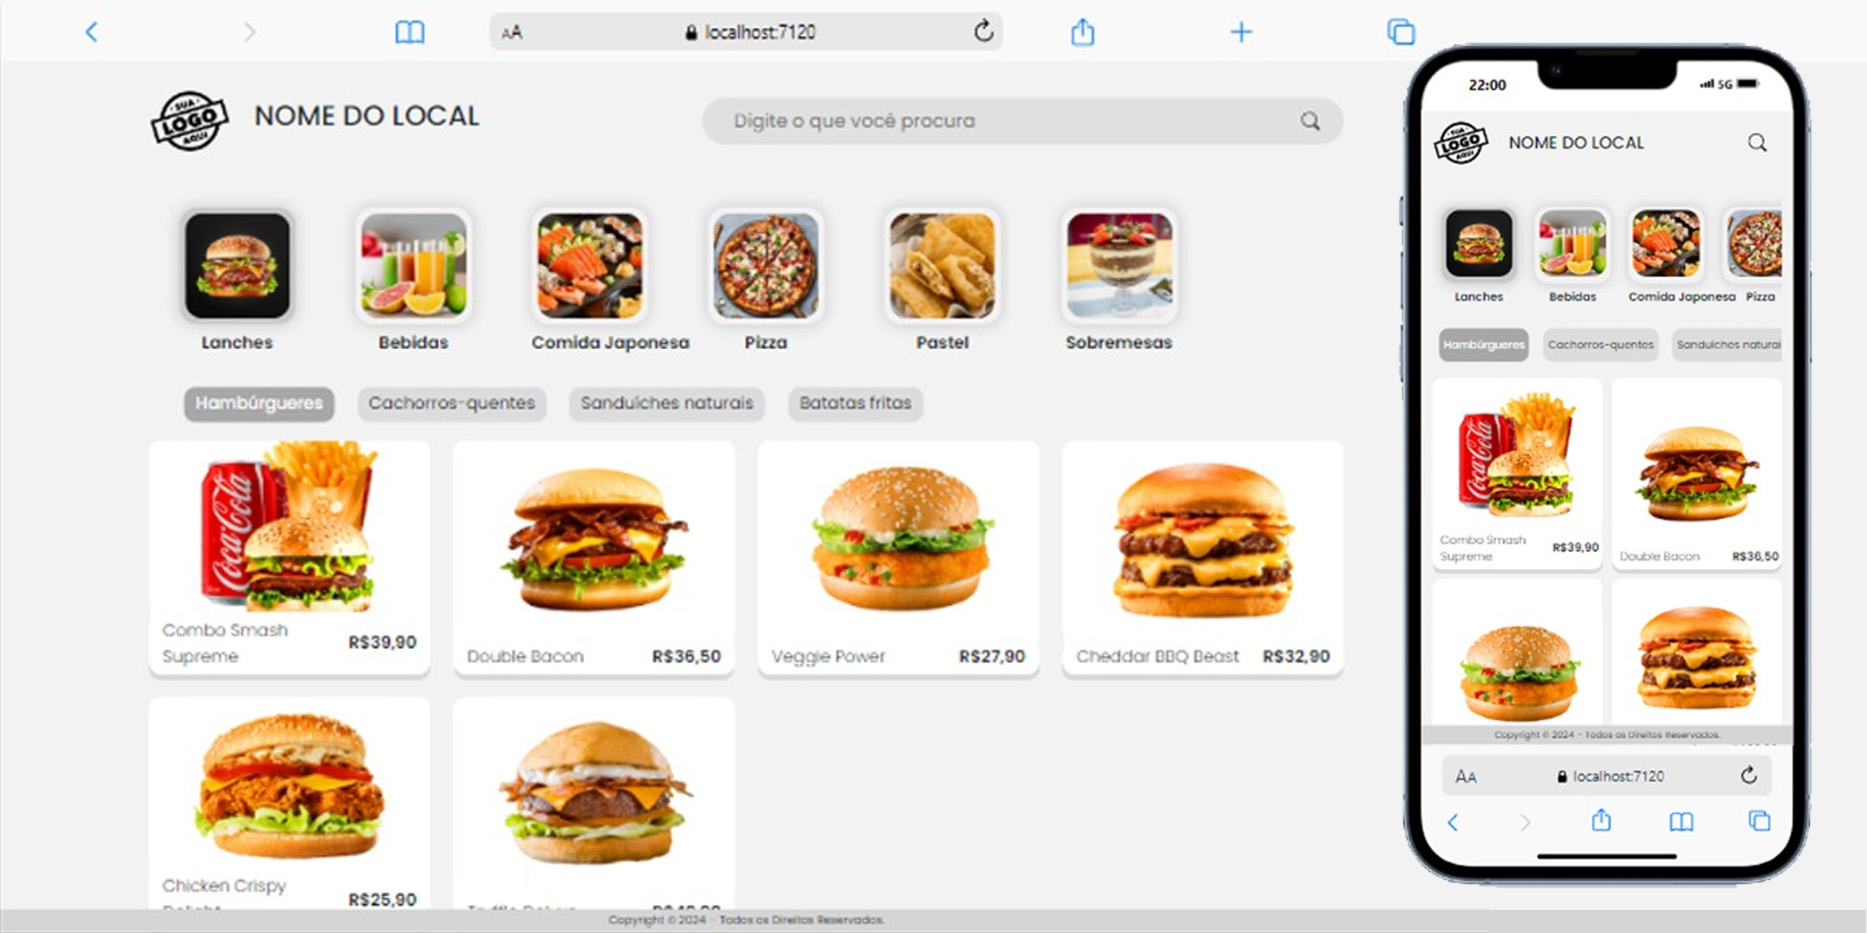 AA localhost:7120
SUA
LOGO
AQUI
NOME DO LOCAL
Digite o que você procura
Lanches Bebidas Comida Japonesa Pizza Pastel Sobremesas
Hambúrgueres Cachorros-quentes Sanduíches naturais Batatas fritas
Coca-Cola
Combo Smash
Supreme
R$39,90
Double Bacon R$36,50
Veggie Power R$27,90
Cheddar BBQ Beast R$32,90
Chicken Crispy
R$25,90
Copyright © 2024 - Todos os Direitos Reservados.
22:00 5G
SUA
LOGO
AQUI
NOME DO LOCAL
Lanches Bebidas Comida Japonesa Pizza
Hambúrgueres Cachorros-quentes Sanduíches naturai
Coca-Cola
Combo Smash
Supreme
R$39,90
Double Bacon R$36,50
Copyright © 2024 - Todos os Direitos Reservados.
AA localhost:7120